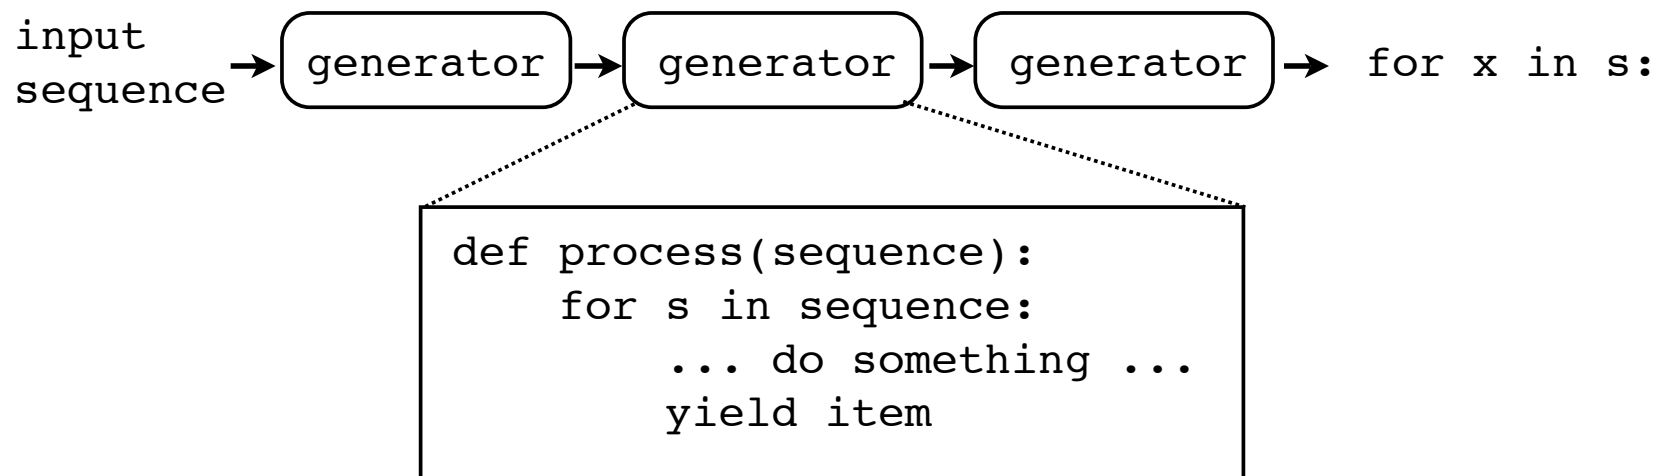 input
sequence
generator
generator
generator
for x in s:
def process(sequence):
    for s in sequence:
        ... do something ...
        yield item